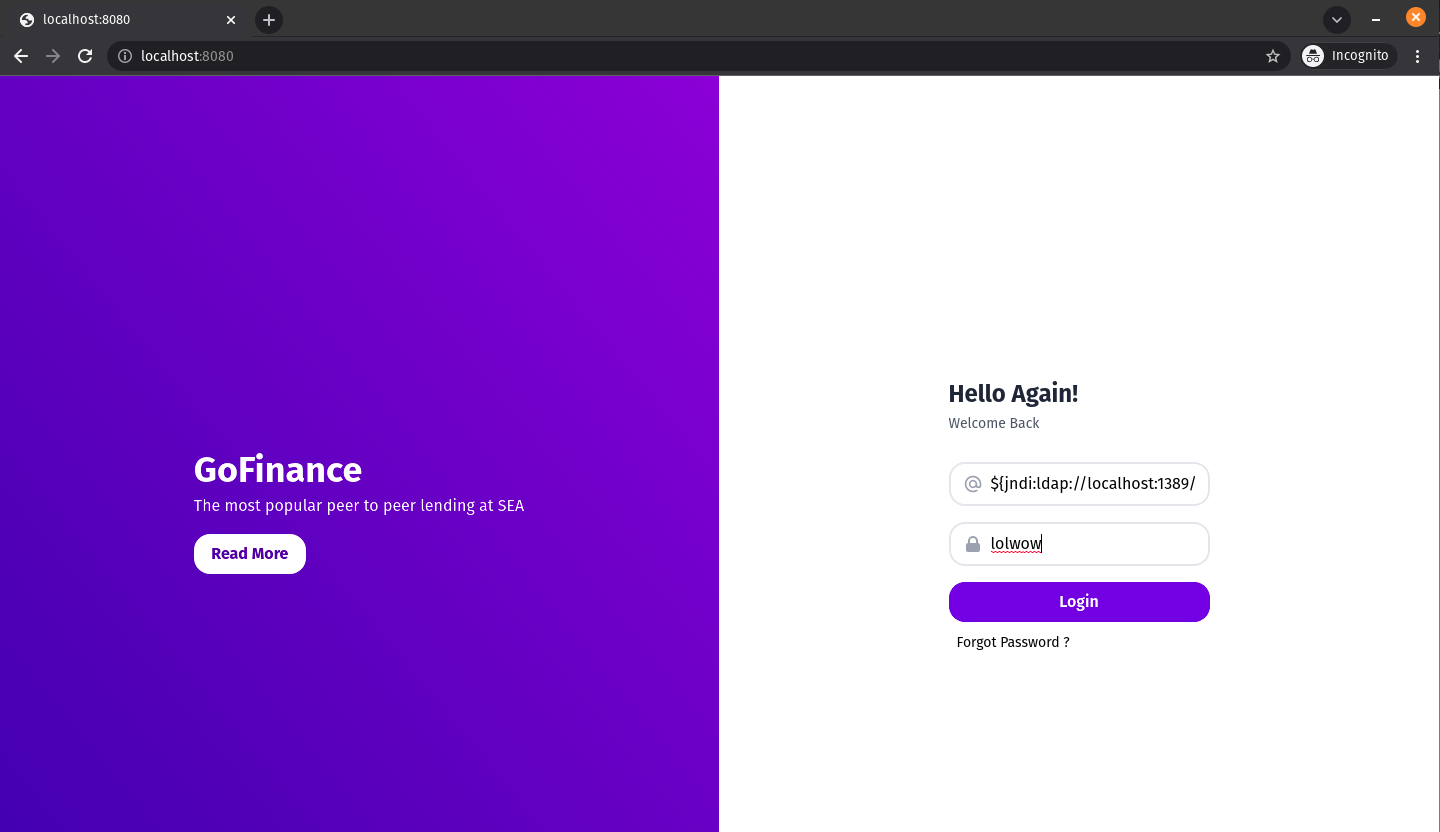 localhost:8080
localhost:8080
Incognito
GoFinance
The most popular peer to peer lending at SEA
Read More
Hello Again!
Welcome Back
${jndi:ldap://localhost:1389/
lolwow
Login
Forgot Password ?